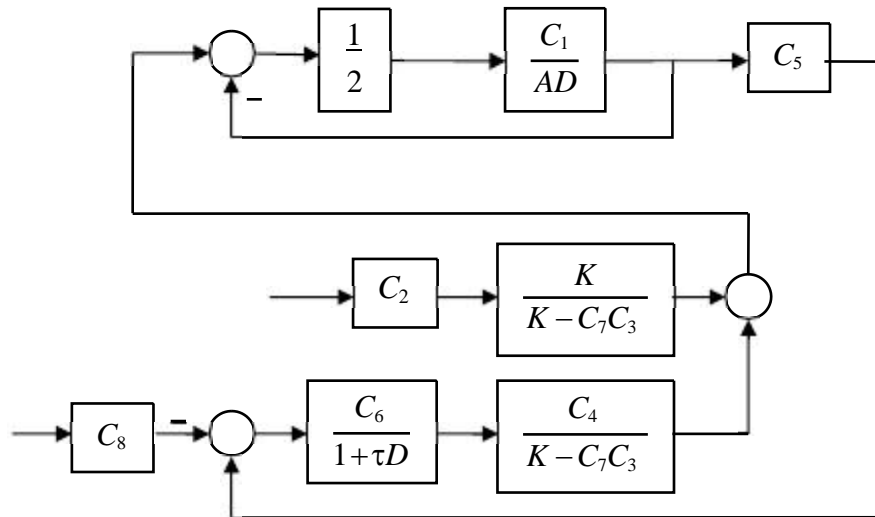 1
2
C₁
AD
C₅
−
C₂
K
K − C₇C₃
C₈
−
C₆
1 + τD
C₄
K − C₇C₃